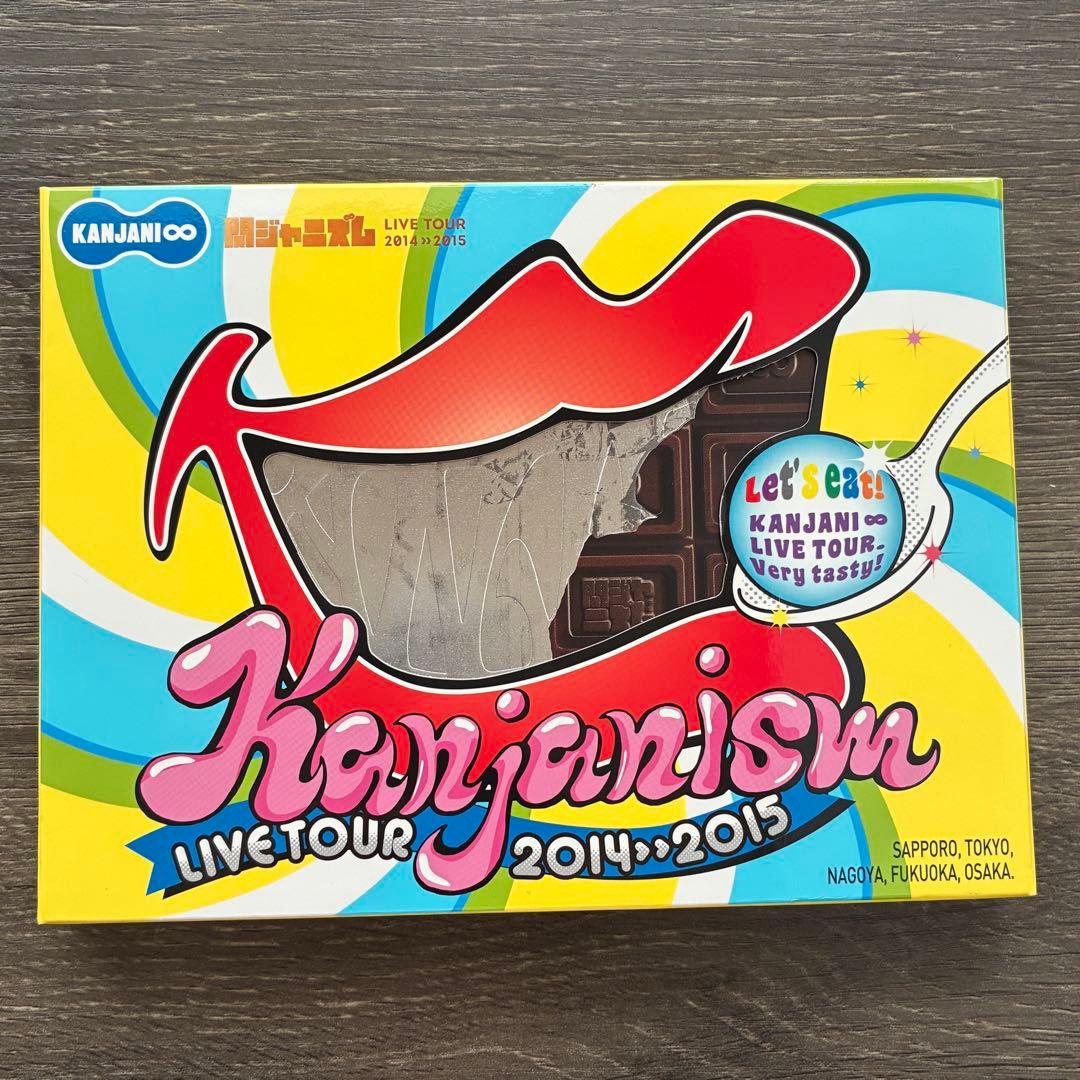 KANJANI∞
関ジャニズム
LIVE TOUR
2014»2015
Let's eat!
KANJANI∞
LIVE TOUR.
Very tasty!
Kanjanism
LIVE TOUR 2014»2015
SAPPORO, TOKYO,
NAGOYA, FUKUOKA, OSAKA.